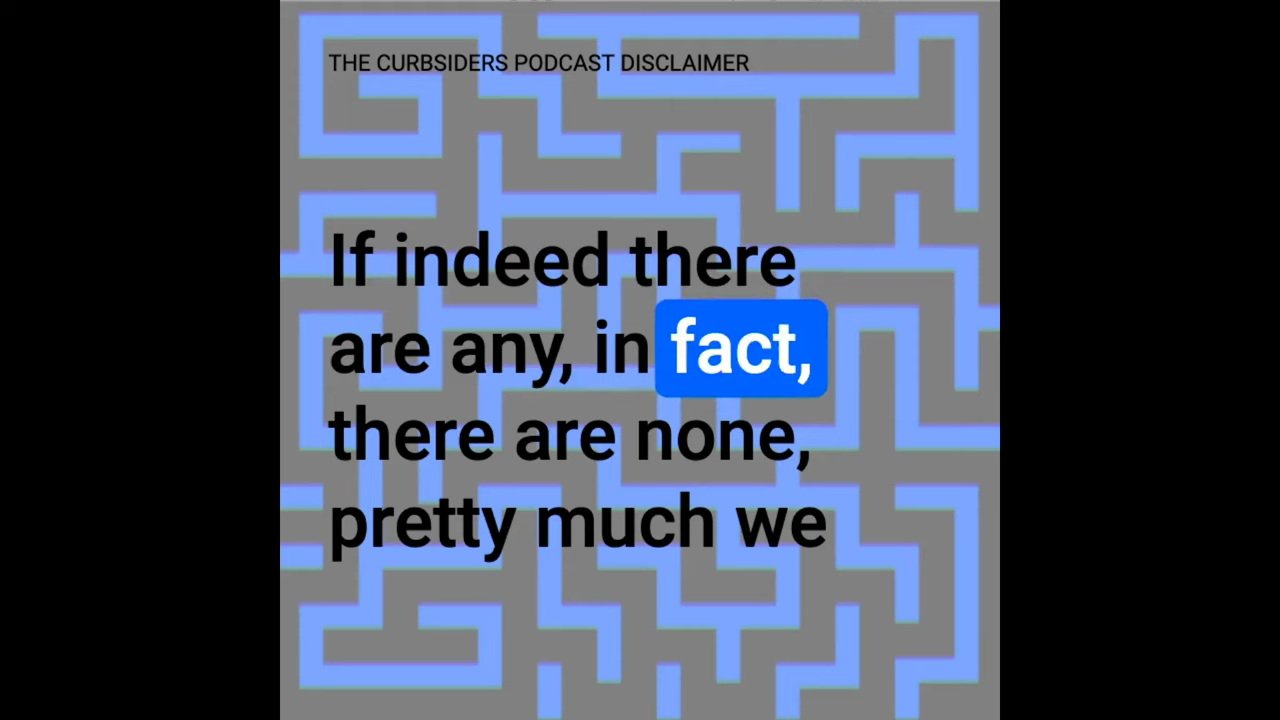 THE CURBSIDERS PODCAST DISCLAIMER
If indeed there
are any, in fact,
there are none,
pretty much we